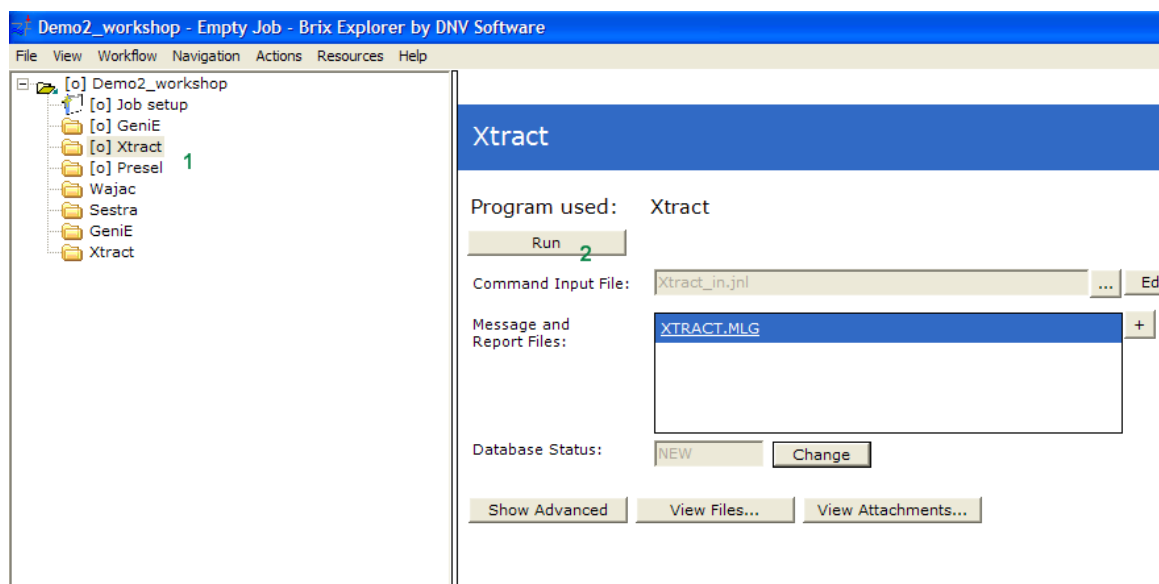 Demo2_workshop - Empty Job - Brix Explorer by DNV Software
File View Workflow Navigation Actions Resources Help
[o] Demo2_workshop
[o] Job setup
[o] GeniE
[o] Xtract
1
[o] Presel
Wajac
Sestra
GeniE
Xtract
Xtract
Program used: Xtract
Run
2
Command Input File: Xtract_in.jnl ... Ed
Message and
Report Files:
XTRACT.MLG +
Database Status: NEW Change
Show Advanced View Files... View Attachments...